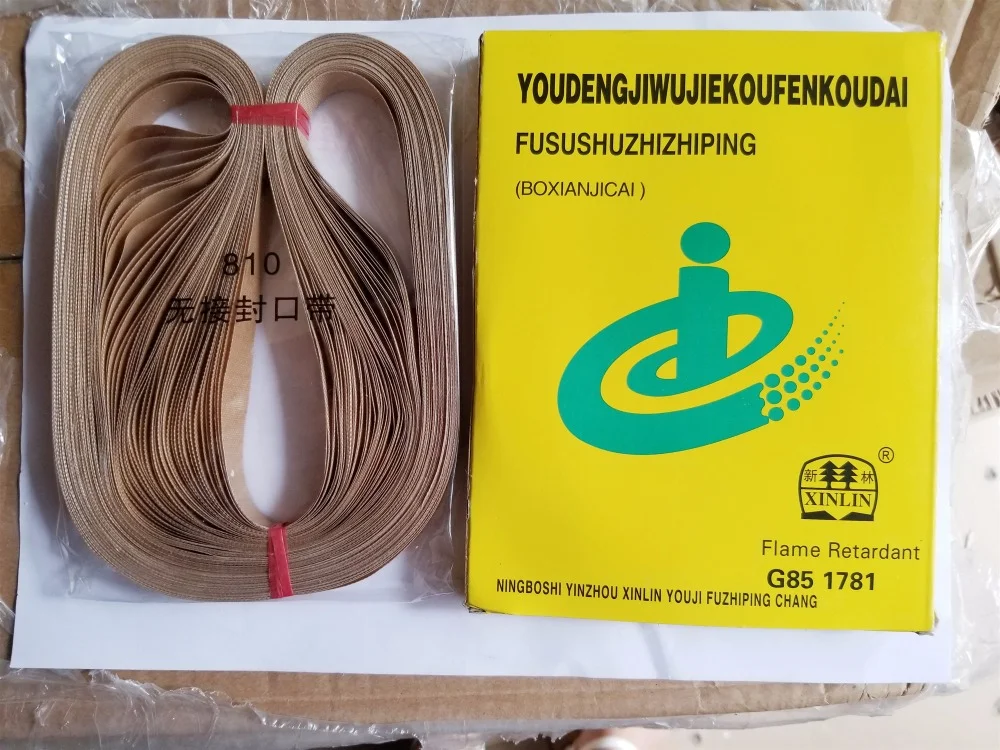 810
无接封口带
YOUDENGJIWUJIEKOUFENKOUDAI
FUSUSHUZHIZHIPING
(BOXIANJICAI)
®
新 林
XINLIN
Flame Retardant
G85 1781
NINGBOSHI YINZHOU XINLIN YOUJI FUZHIPING CHANG